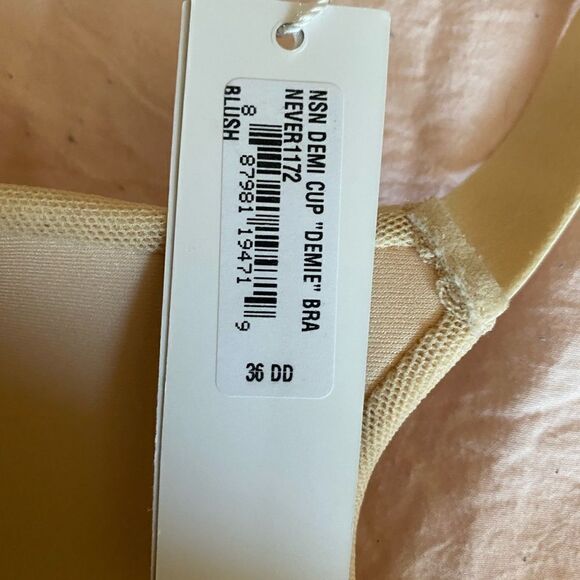 NSN DEMI CUP "DEMIE" BRA
NEVER1172
BLUSH
8 87981 19471 9
36 DD